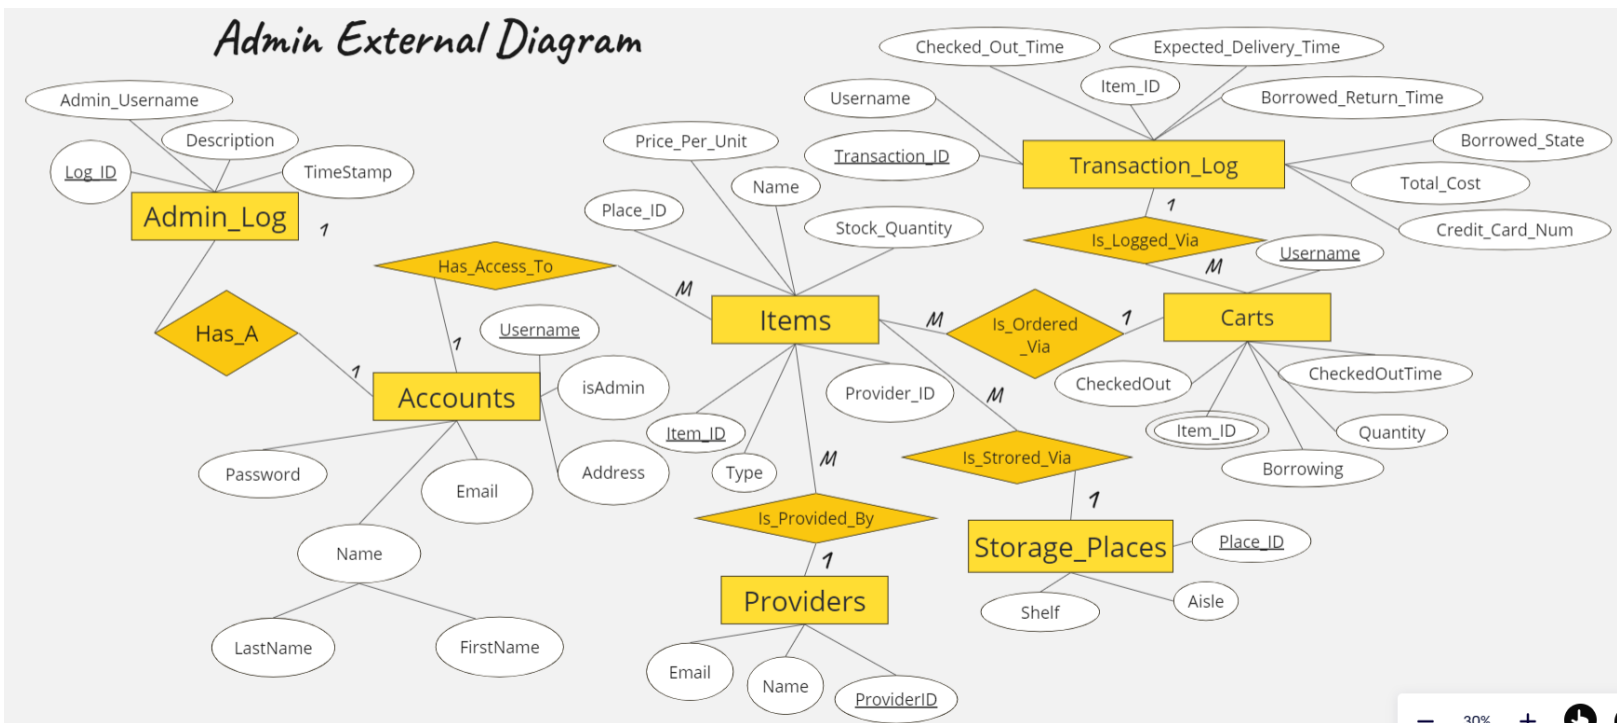 Admin External Diagram
Admin_Username
Description
Log_ID
TimeStamp
Admin_Log
1
Has_A
1
Has_Access_To
M
1
Accounts
Username
isAdmin
Address
Password
Email
Name
LastName
FirstName
Price_Per_Unit
Name
Place_ID
Stock_Quantity
Items
Item_ID
Type
Provider_ID
M
Is_Provided_By
1
Providers
Email
Name
ProviderID
M
Is_Ordered
_Via
1
M
Is_Strored_Via
1
Storage_Places
Place_ID
Shelf
Aisle
Checked_Out_Time
Expected_Delivery_Time
Item_ID
Username
Borrowed_Return_Time
Transaction_ID
Borrowed_State
Transaction_Log
Total_Cost
Credit_Card_Num
1
Is_Logged_Via
M
Username
Carts
CheckedOut
CheckedOutTime
Item_ID
Quantity
Borrowing
30%